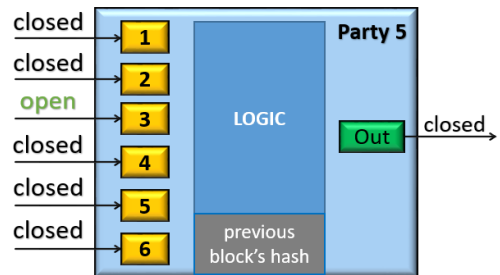 closed
1
Party 5
closed
2
open
3
LOGIC
Out
closed
closed
4
closed
5
closed
6
previous
block's hash